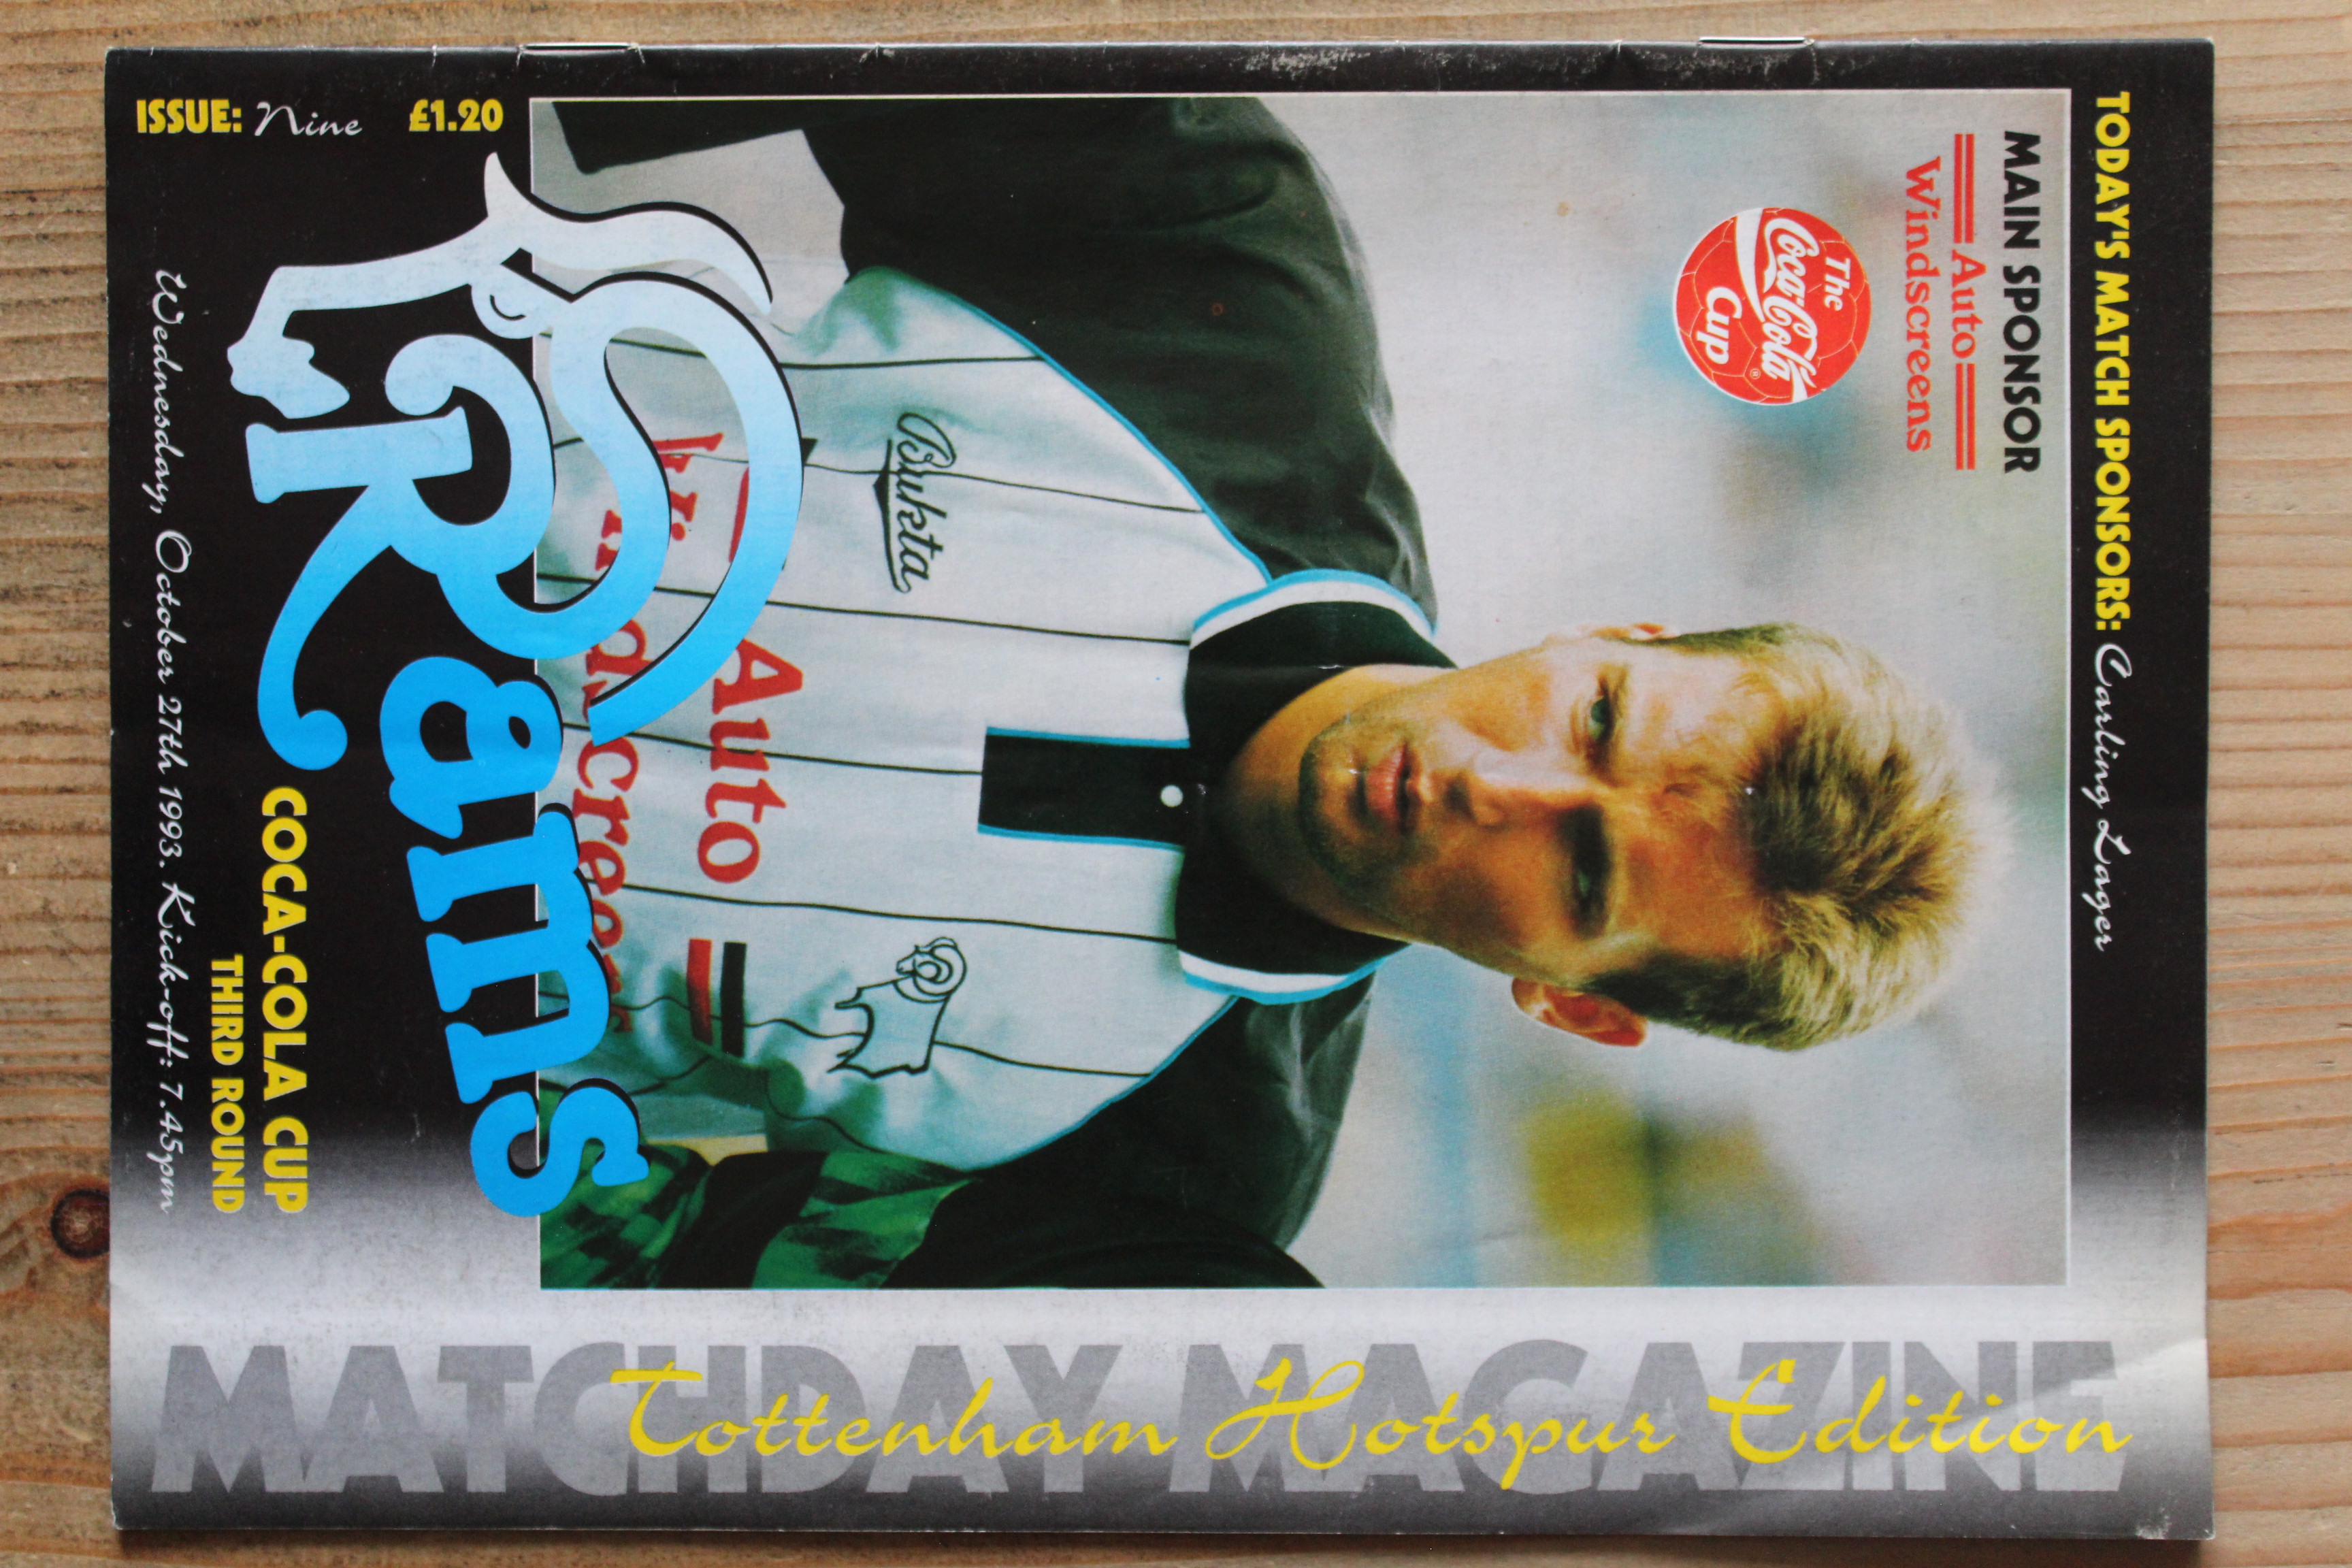 TODAY'S MATCH SPONSORS: Carling Lager
MAIN SPONSOR
Auto
Windscreens
The
Coca-Cola
Cup
®
Bukta
Auto
Rams
COCA-COLA CUP
THIRD ROUND
Wednesday, October 27th 1993. Kick-off: 7.45pm
ISSUE: Nine £1.20
MATCHDAY MAGAZINE
Tottenham Hotspur Edition